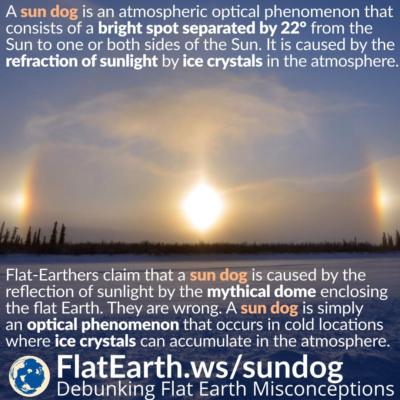 A sun dog is an atmospheric optical phenomenon that
consists of a bright spot separated by 22° from the
Sun to one or both sides of the Sun. It is caused by the
refraction of sunlight by ice crystals in the atmosphere.
Flat-Earthers claim that a sun dog is caused by the
reflection of sunlight by the mythical dome enclosing
the flat Earth. They are wrong. A sun dog is simply
an optical phenomenon that occurs in cold locations
where ice crystals can accumulate in the atmosphere.
FlatEarth.ws/sundog
Debunking Flat Earth Misconceptions